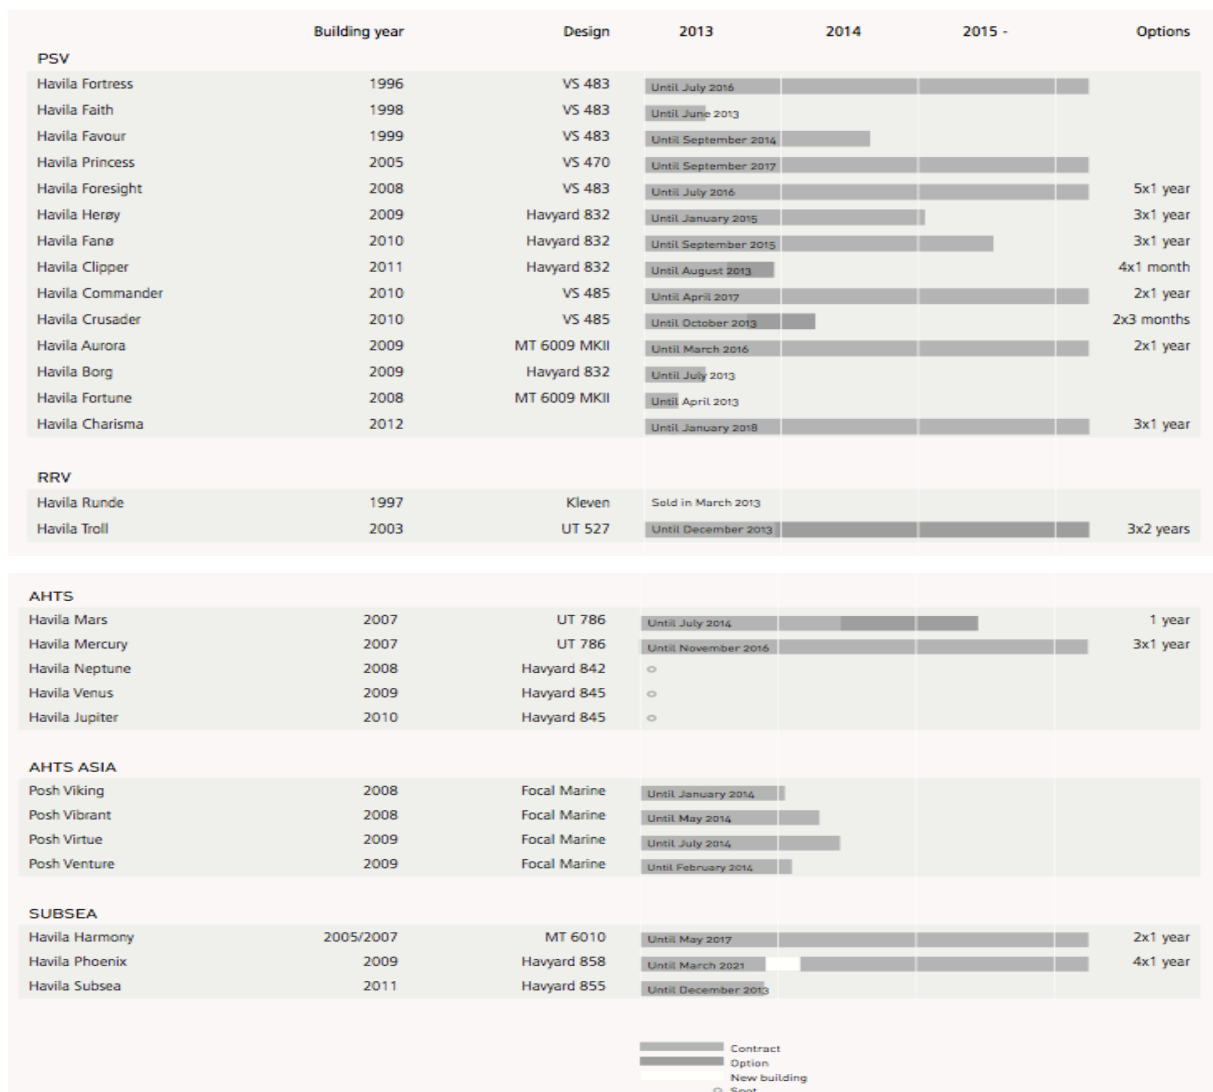 Building year Design 2013 2014 2015 - Options
PSV
Havila Fortress 1996 VS 483 Until July 2016
Havila Faith 1998 VS 483 Until June 2013
Havila Favour 1999 VS 483 Until September 2014
Havila Princess 2005 VS 470 Until September 2017
Havila Foresight 2008 VS 483 Until July 2016 5x1 year
Havila Herøy 2009 Havyard 832 Until January 2015 3x1 year
Havila Fanø 2010 Havyard 832 Until September 2015 3x1 year
Havila Clipper 2011 Havyard 832 Until August 2013 4x1 month
Havila Commander 2010 VS 485 Until April 2017 2x1 year
Havila Crusader 2010 VS 485 Until October 2013 2x3 months
Havila Aurora 2009 MT 6009 MKII Until March 2016 2x1 year
Havila Borg 2009 Havyard 832 Until July 2013
Havila Fortune 2008 MT 6009 MKII Until April 2013
Havila Charisma 2012 Until January 2018 3x1 year
RRV
Havila Runde 1997 Kleven Sold in March 2013
Havila Troll 2003 UT 527 Until December 2013 3x2 years
AHTS
Havila Mars 2007 UT 786 Until July 2014 1 year
Havila Mercury 2007 UT 786 Until November 2016 3x1 year
Havila Neptune 2008 Havyard 842
Havila Venus 2009 Havyard 845
Havila Jupiter 2010 Havyard 845
AHTS ASIA
Posh Viking 2008 Focal Marine Until January 2014
Posh Vibrant 2008 Focal Marine Until May 2014
Posh Virtue 2009 Focal Marine Until July 2014
Posh Venture 2009 Focal Marine Until February 2014
SUBSEA
Havila Harmony 2005/2007 MT 6010 Until May 2017 2x1 year
Havila Phoenix 2009 Havyard 858 Until March 2021 4x1 year
Havila Subsea 2011 Havyard 855 Until December 2013
Contract
Option
New building
Spot